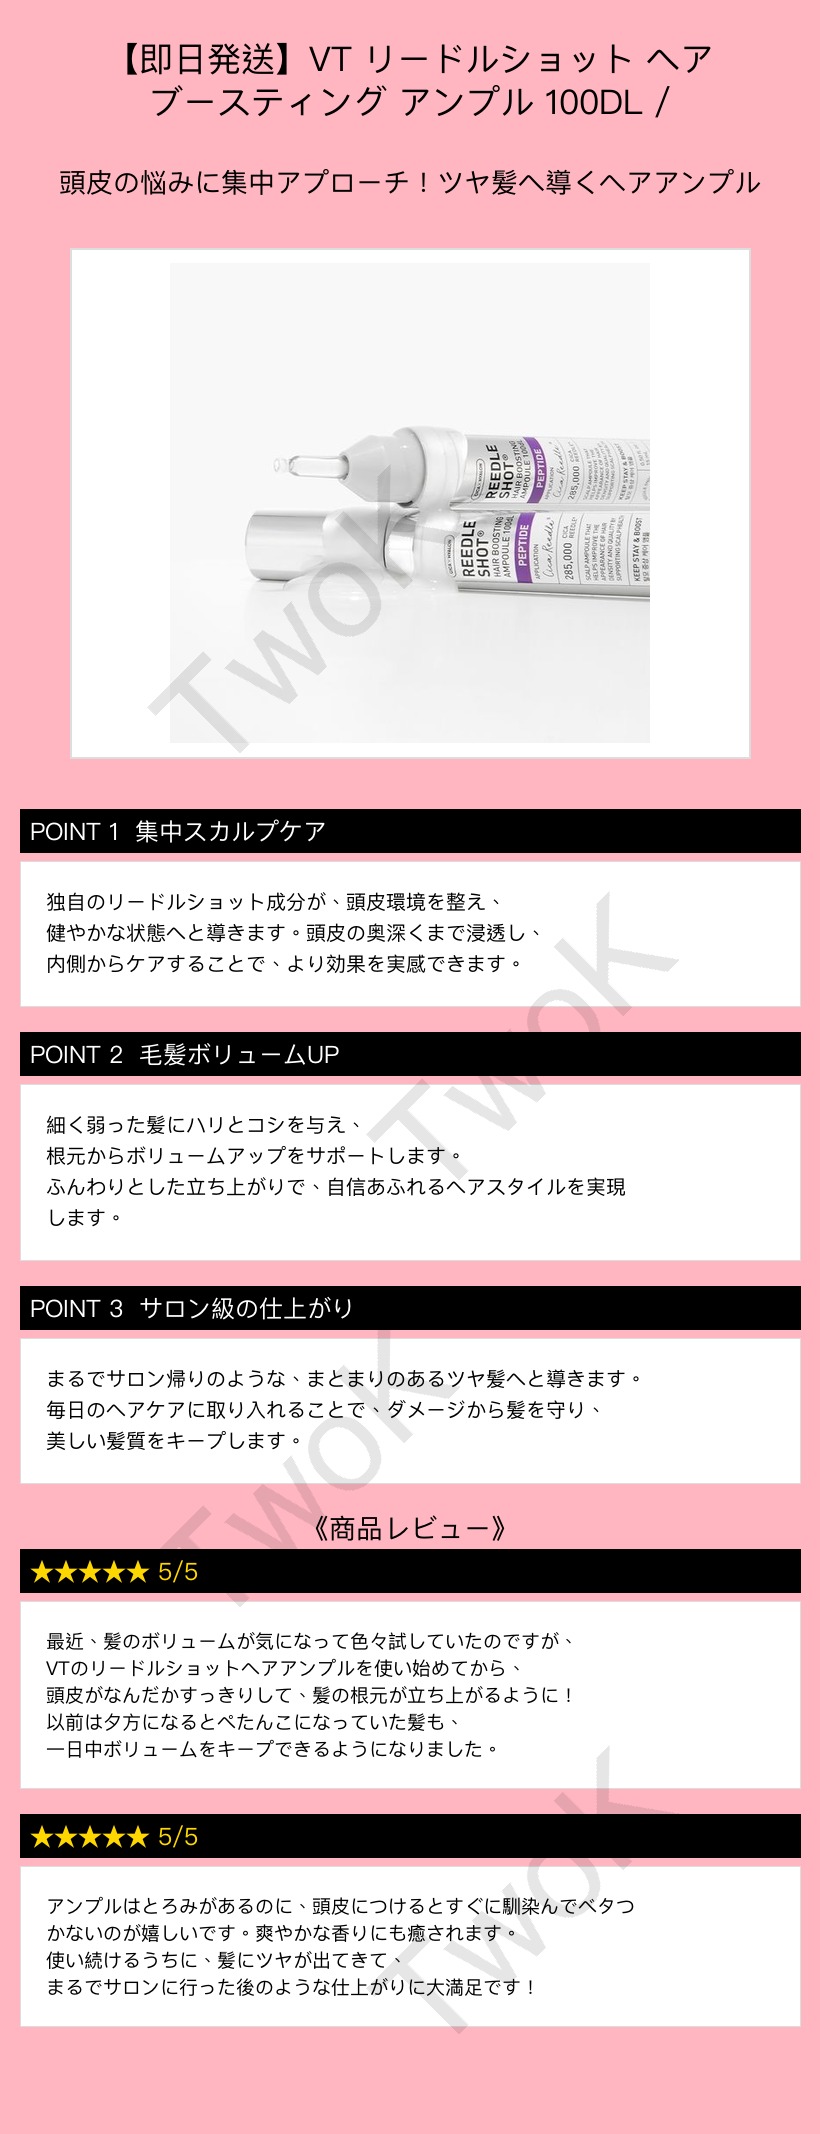 【即日発送】VT リードルショット ヘア
ブースティング アンプル 100DL /
頭皮の悩みに集中アプローチ！ツヤ髪へ導くヘアアンプル
REEDLE
SHOT®
HAIR BOOSTING
AMPOULE 100dL
PEPTIDE
APPLICATION
Cica Reedle
285,000 CICA REEDLE
KEEP STAY & BOOST
REEDLE
SHOT®
HAIR BOOSTING
AMPOULE 100dL
PEPTIDE
APPLICATION
Cica Reedle
285,000 CICA REEDLE
SCALP AMPOULE THAT
HELPS IMPROVE THE
APPEARANCE OF HAIR
DENSITY AND QUALITY BY
SUPPORTING SCALP HEALTH
KEEP STAY & BOOST
TwoK
POINT 1 集中スカルプケア
独自のリードルショット成分が、頭皮環境を整え、
健やかな状態へと導きます。頭皮の奥深くまで浸透し、
内側からケアすることで、より効果を実感できます。
TwoK
POINT 2 毛髪ボリュームUP
細く弱った髪にハリとコシを与え、
根元からボリュームアップをサポートします。
ふんわりとした立ち上がりで、自信あふれるヘアスタイルを実現
します。
POINT 3 サロン級の仕上がり
まるでサロン帰りのような、まとまりのあるツヤ髪へと導きます。
毎日のヘアケアに取り入れることで、ダメージから髪を守り、
美しい髪質をキープします。
TwoK
《商品レビュー》
★★★★★ 5/5
最近、髪のボリュームが気になって色々試していたのですが、
VTのリードルショットヘアアンプルを使い始めてから、
頭皮がなんだかすっきりして、髪の根元が立ち上がるように！
以前は夕方になるとぺたんこになっていた髪も、
一日中ボリュームをキープできるようになりました。
★★★★★ 5/5
アンプルはとろみがあるのに、頭皮につけるとすぐに馴染んでベタつ
かないのが嬉しいです。爽やかな香りにも癒されます。
使い続けるうちに、髪にツヤが出てきて、
まるでサロンに行った後のような仕上がりに大満足です！
TwoK